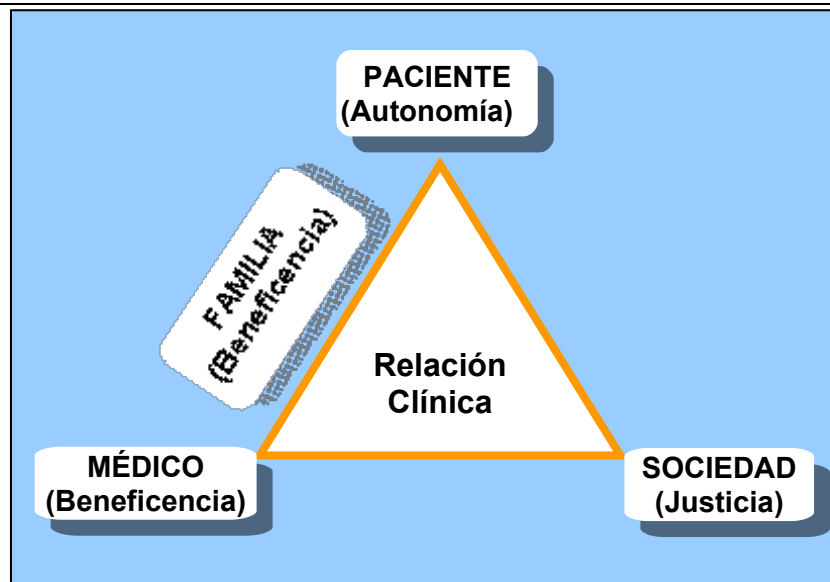 PACIENTE
(Autonomía)
FAMILIA
(Beneficencia)
Relación
Clínica
MÉDICO
(Beneficencia)
SOCIEDAD
(Justicia)